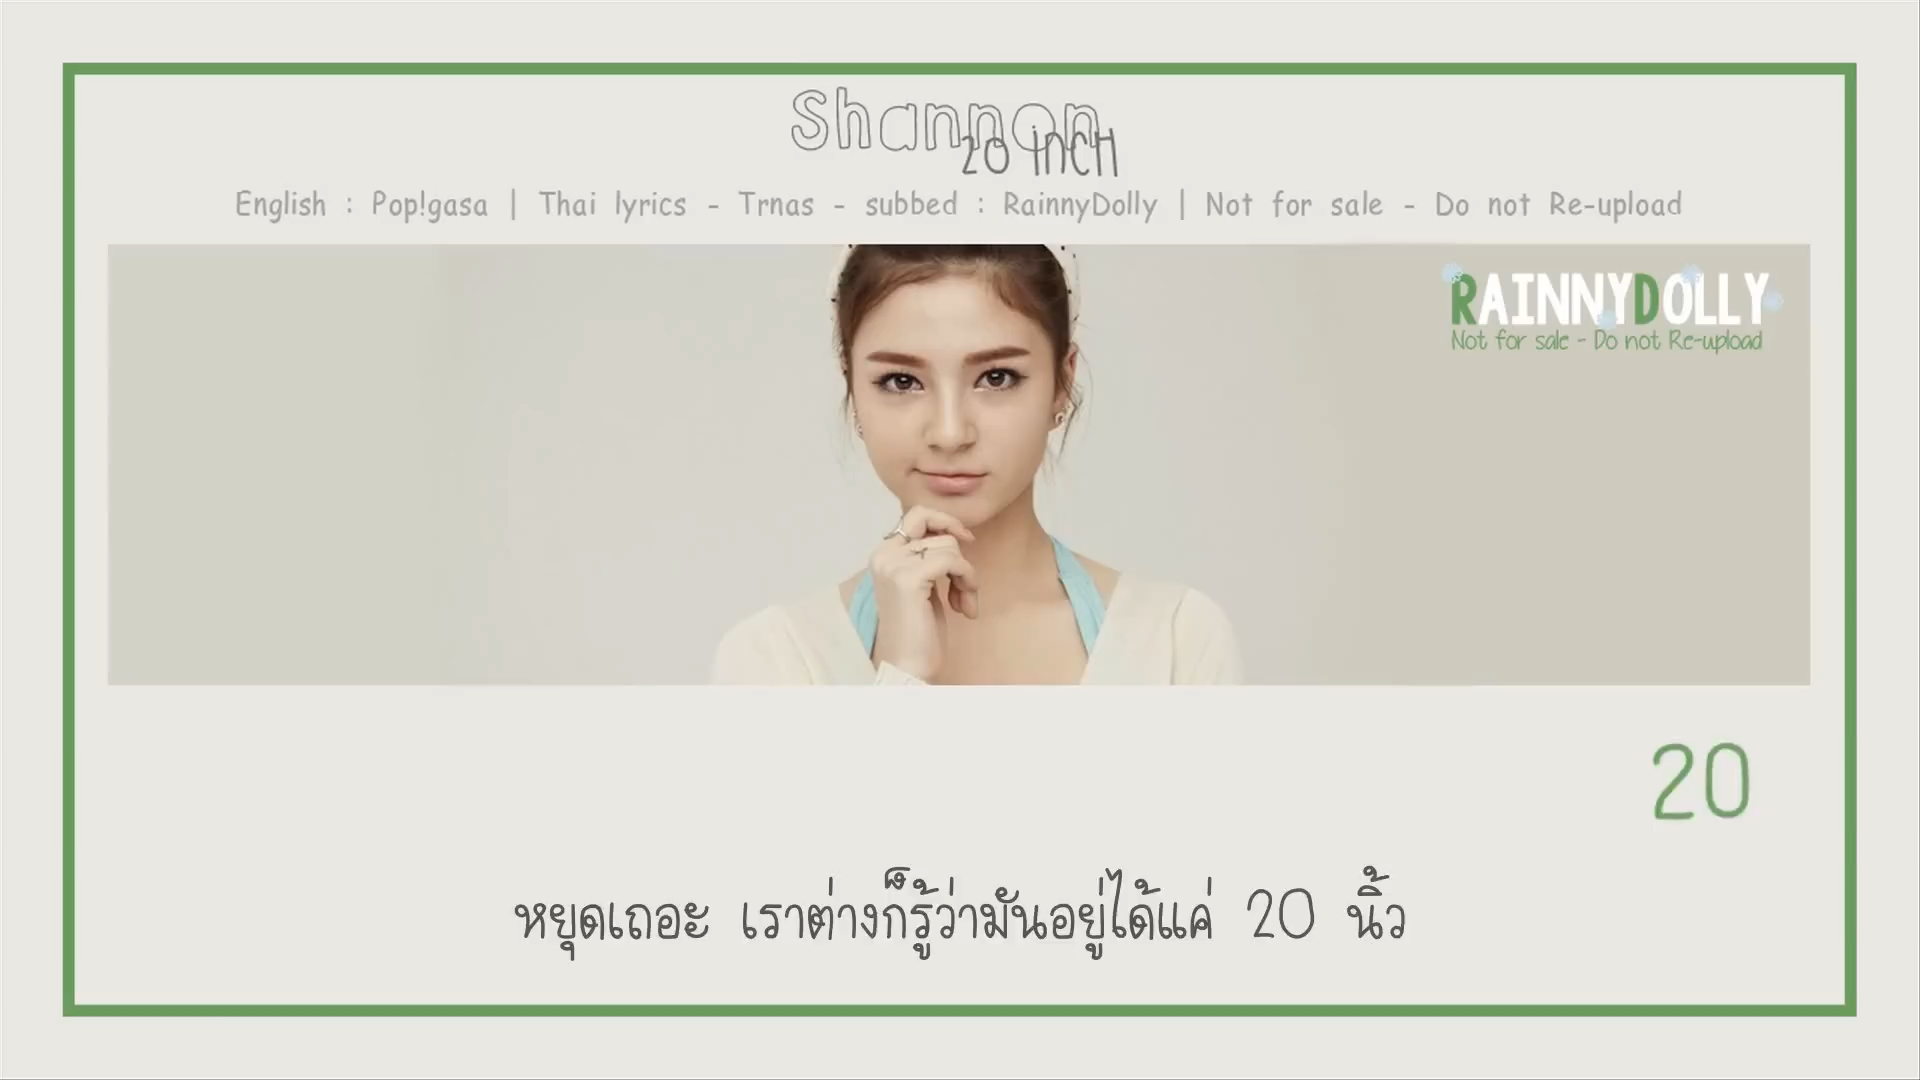 Shannon
20 inch
English : Pop!gasa | Thai lyrics - Trnas - subbed : RainnyDolly | Not for sale - Do not Re-upload
RAINNYDOLLY
Not for sale - Do not Re-upload
20
หยุดเถอะ เราต่างก็รู้ว่ามันอยู่ได้แค่ 20 นิ้ว